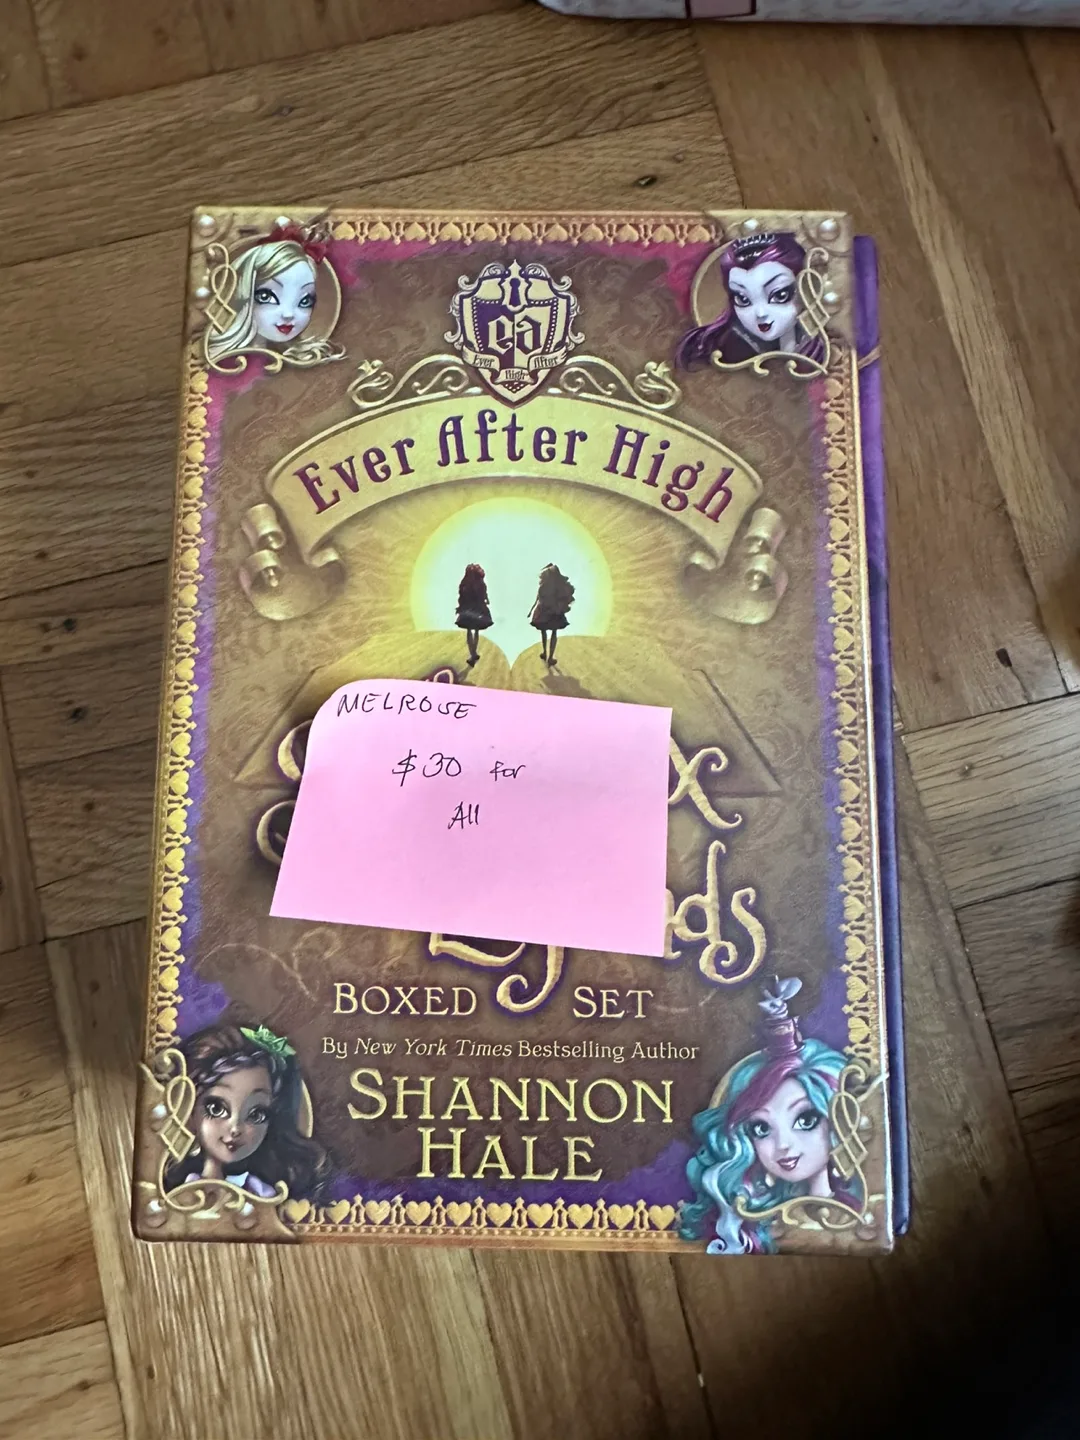 ea
Ever After
High
Ever After High
MELROSE
$30 for
All
BOXED SET
By New York Times Bestselling Author
SHANNON
HALE